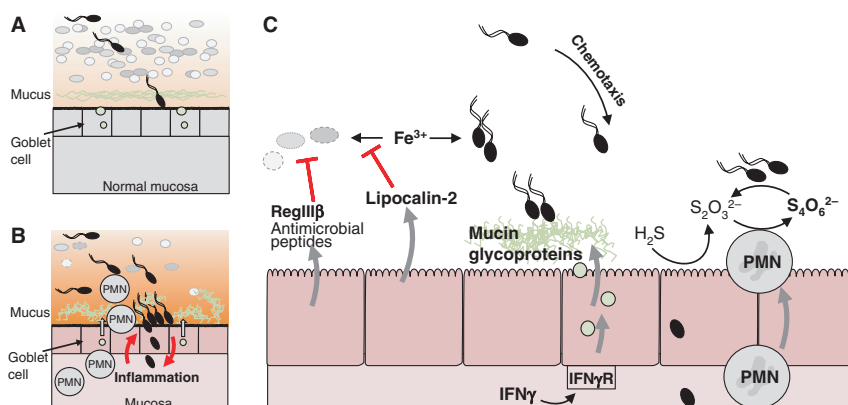 A
Mucus
Goblet
cell
Normal mucosa
B
PMN
Mucus
PMN
Goblet
cell
PMN
Inflammation
PMN
Mucosa
C
Chemotaxis
Fe³⁺
RegIIIβ
Antimicrobial
peptides
Lipocalin-2
Mucin
glycoproteins
H₂S
S₂O₃²⁻
S₄O₆²⁻
PMN
IFNγ
IFNγR
PMN